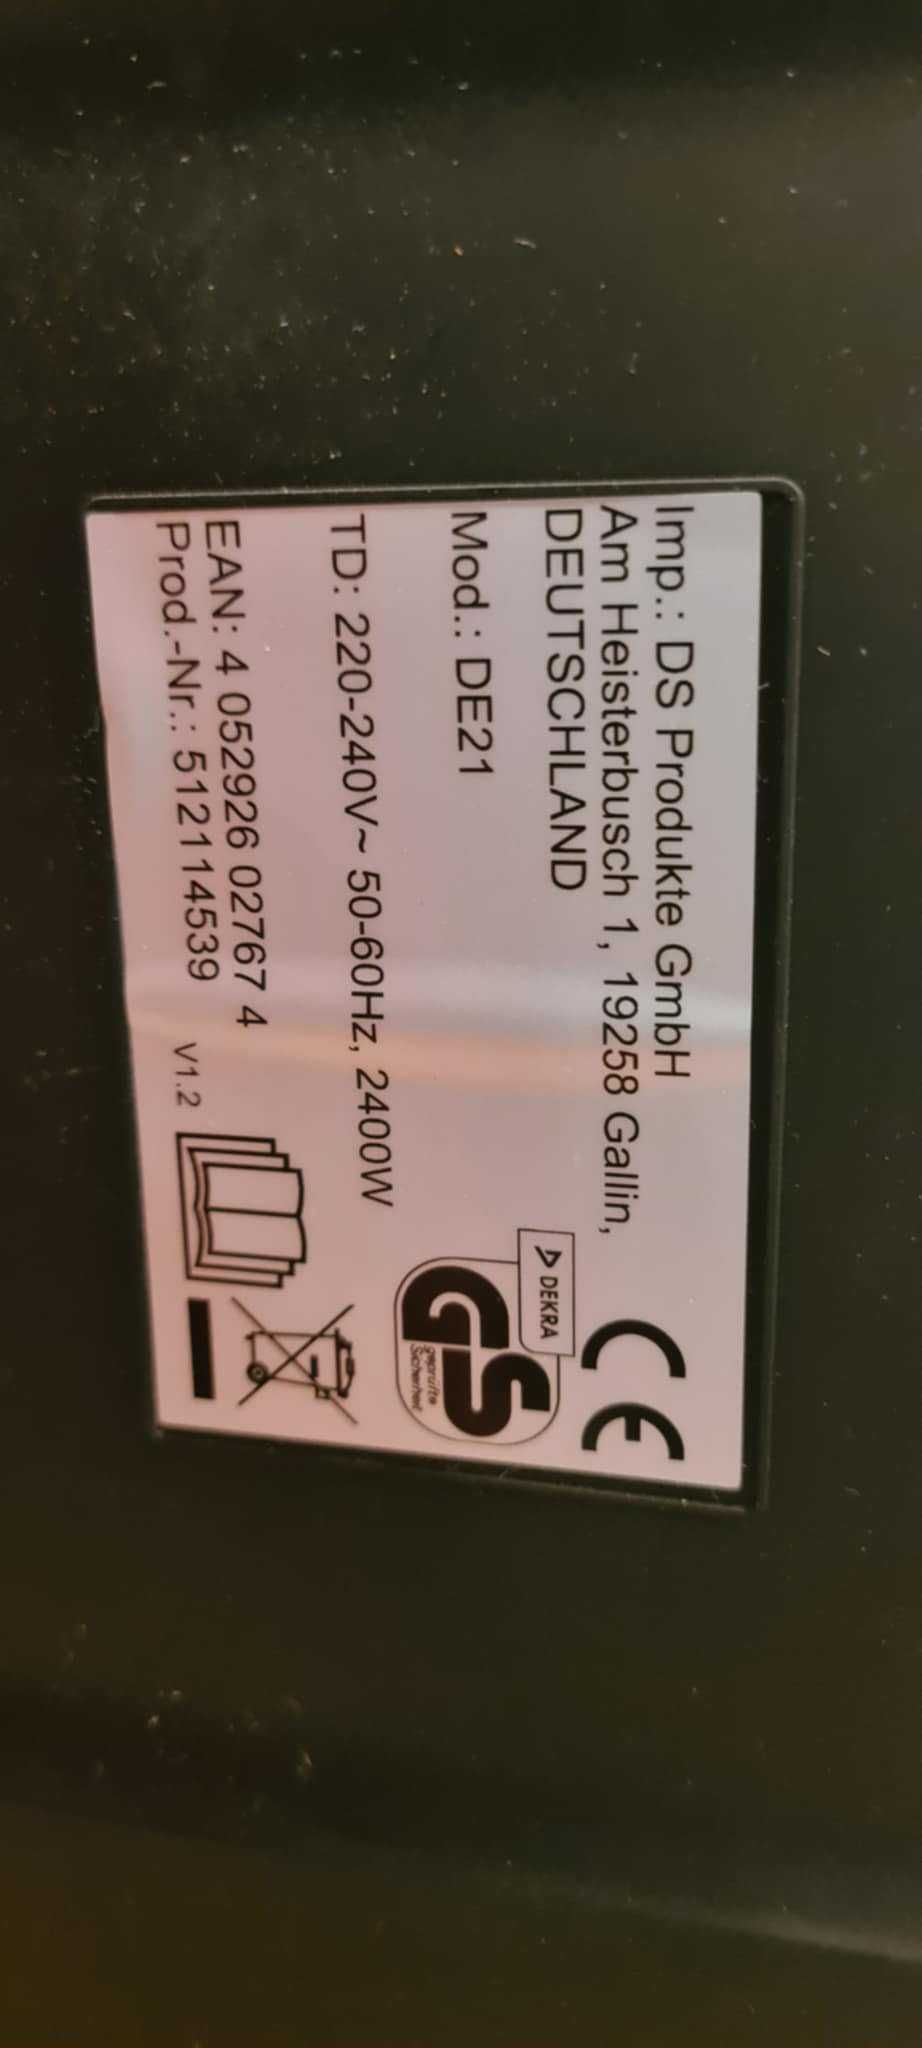 Imp.: DS Produkte GmbH
Am Heisterbusch 1, 19258 Gallin,
DEUTSCHLAND
CE
Mod.: DE21
DEKRA
GS
geprüfte
Sicherheit
TD: 220-240V~ 50-60Hz, 2400W
EAN: 4 052926 02767 4
Prod.-Nr.: 5121 14539 V1.2